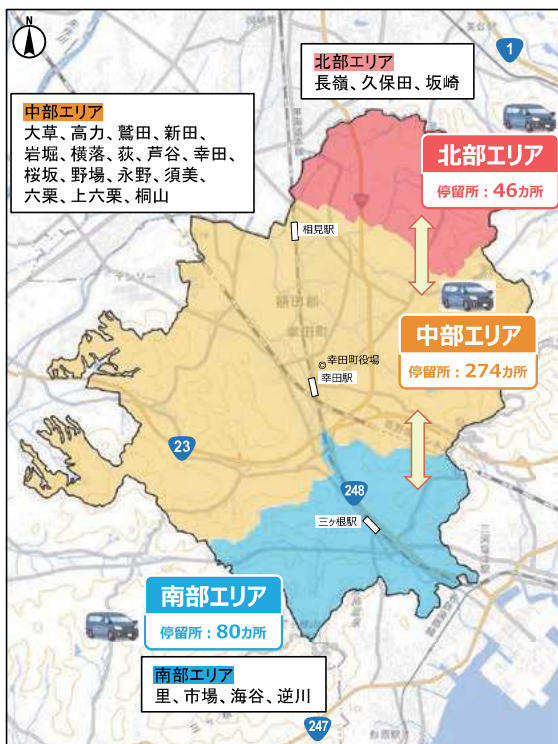 1
北部エリア
長嶺、久保田、坂崎
中部エリア
大草、高力、鷲田、新田、
岩堀、横落、荻、芦谷、幸田、
桜坂、野場、永野、須美、
六栗、上六栗、桐山
北部エリア
停留所:46カ所
相見駅
額田郡
幸田町
中部エリア
停留所:274カ所
幸田町役場
幸田駅
23
248
三ヶ根駅
南部エリア
停留所:80カ所
南部エリア
里、市場、海谷、逆川
247